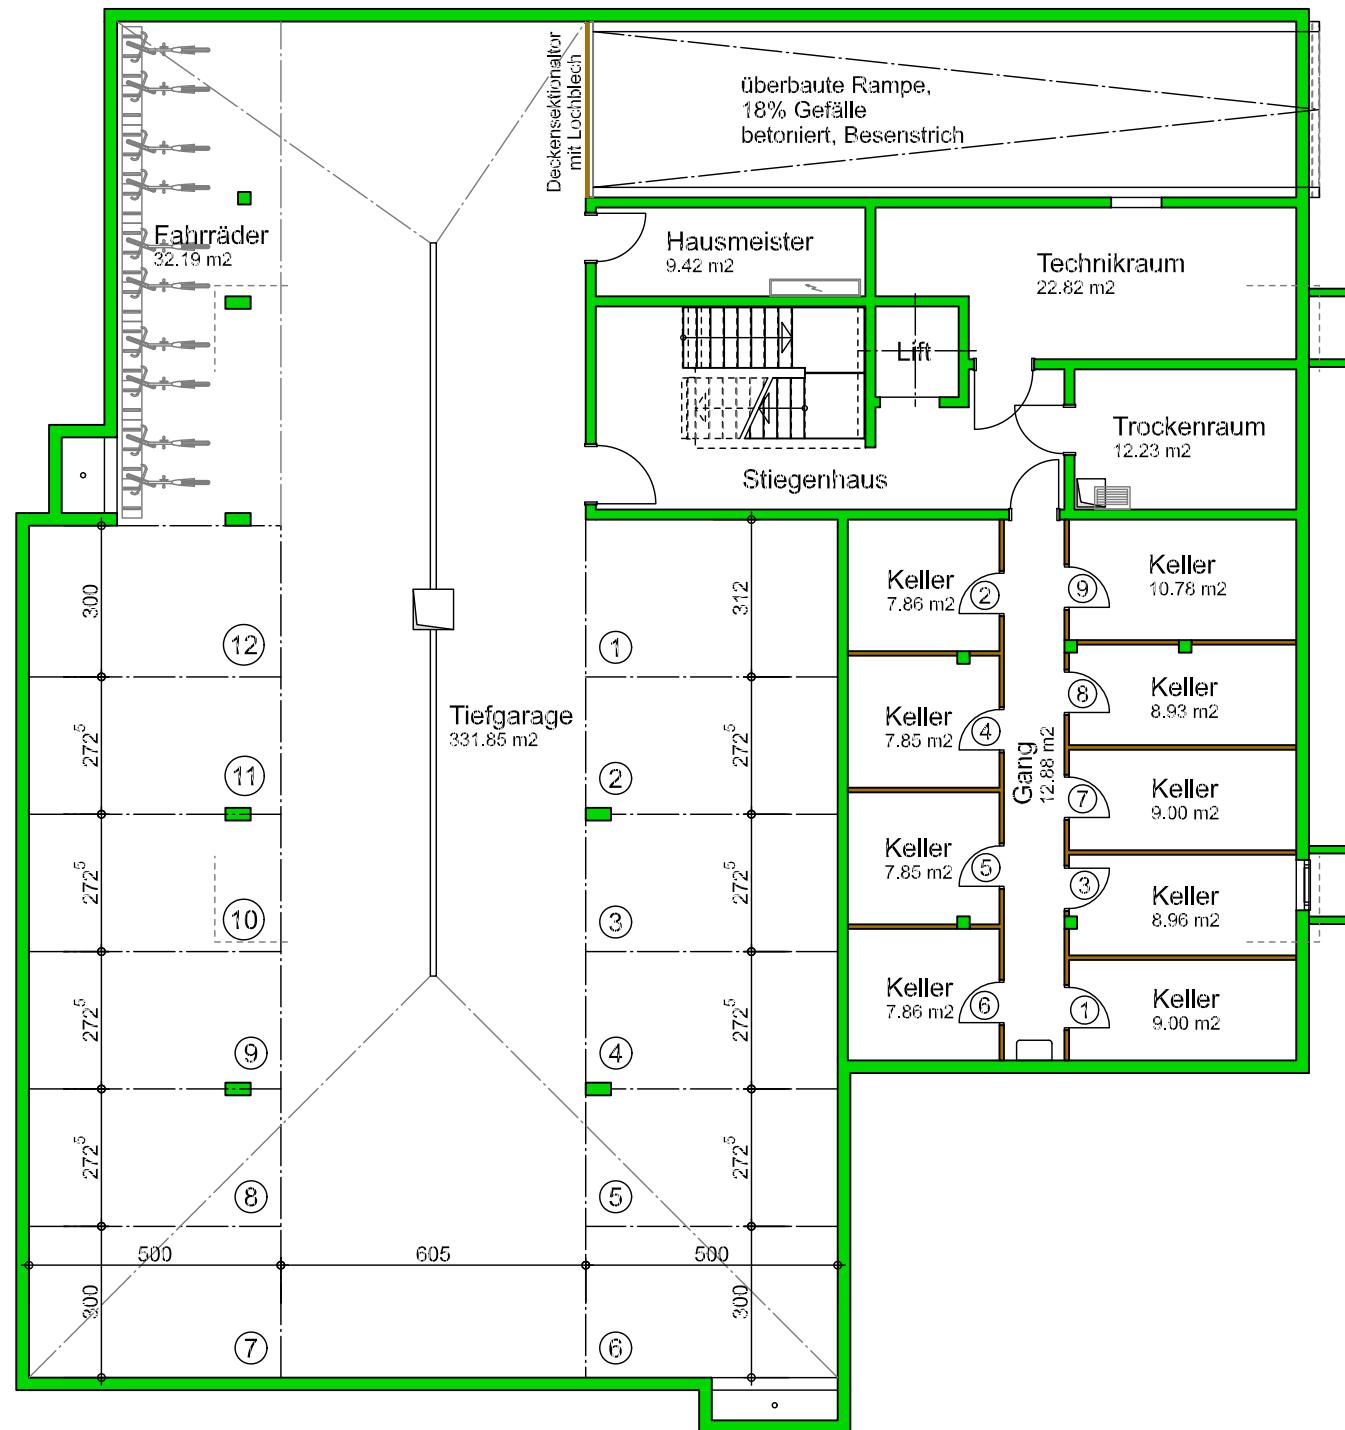 Deckensektionaltor
mit Lochblech
überbaute Rampe,
18% Gefälle
betoniert, Besenstrich
Fahrräder
32.19 m2
Hausmeister
9.42 m2
Technikraum
22.82 m2
Lift
Trockenraum
12.23 m2
Stiegenhaus
300
312
12
1
Keller
7.86 m2
2
9
Keller
10.78 m2
Tiefgarage
331.85 m2
272⁵
272⁵
11
2
Keller
7.85 m2
4
8
Keller
8.93 m2
Gang
12.88 m2
7
Keller
9.00 m2
272⁵
272⁵
10
3
Keller
7.85 m2
5
3
Keller
8.96 m2
272⁵
272⁵
9
4
Keller
7.86 m2
6
1
Keller
9.00 m2
272⁵
272⁵
8
5
500
605
500
300
300
7
6